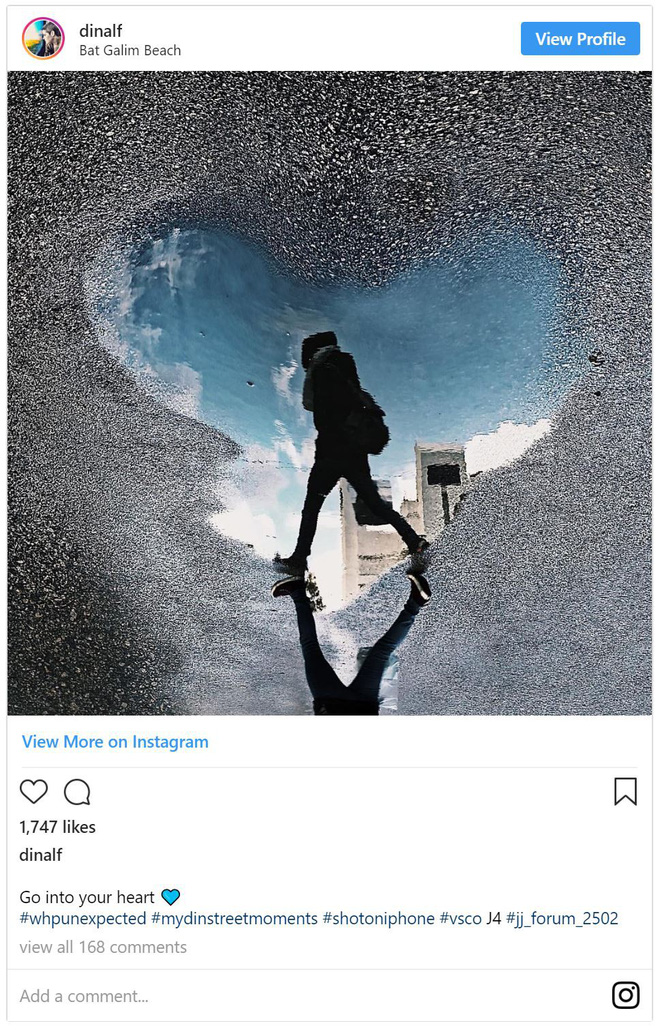 dinalf
Bat Galim Beach
View Profile
View More on Instagram
1,747 likes
dinalf
Go into your heart 💙
#whpunexpected #mydinstreetmoments #shotoniphone #vsco J4 #jj_forum_2502
view all 168 comments
Add a comment...